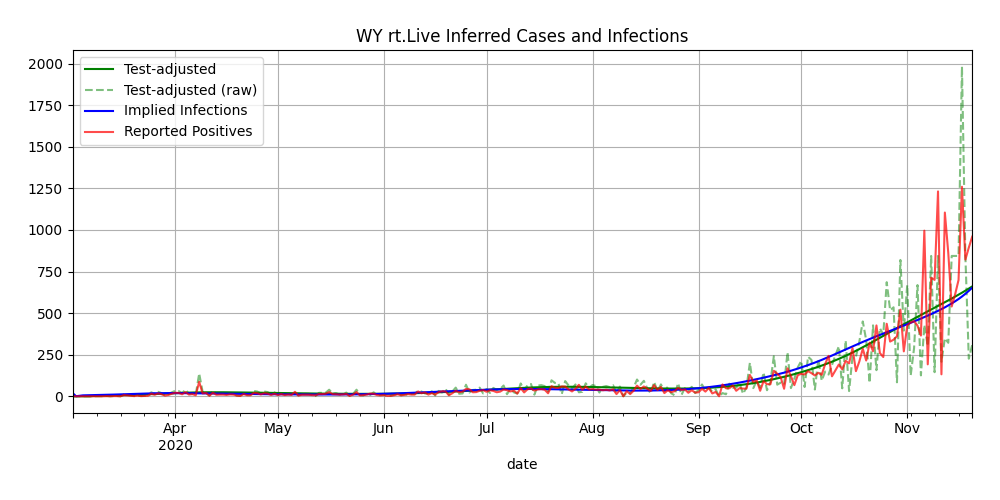 WY rt.Live Inferred Cases and Infections
Test-adjusted
Test-adjusted (raw)
Implied Infections
Reported Positives
2000
1750
1500
1250
1000
750
500
250
0
Apr May Jun Jul Aug Sep Oct Nov
2020
date